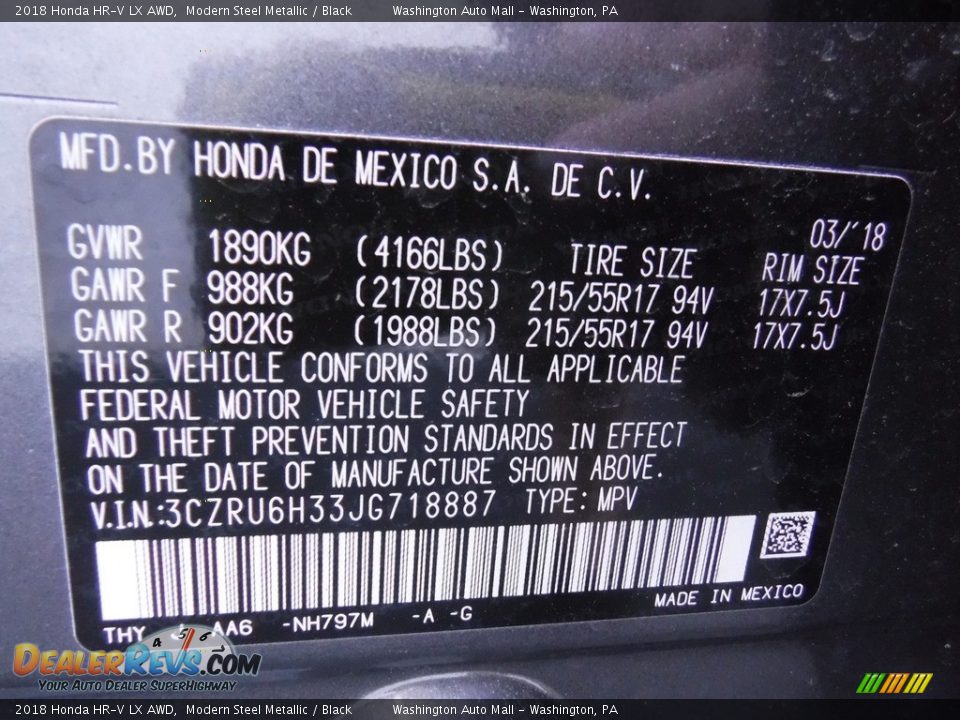 2018 Honda HR-V LX AWD, Modern Steel Metallic / Black Washington Auto Mall - Washington, PA
MFD.BY HONDA DE MEXICO S.A. DE C.V.
03/'18
GVWR 1890KG (4166LBS) TIRE SIZE RIM SIZE
GAWR F 988KG (2178LBS) 215/55R17 94V 17X7.5J
GAWR R 902KG (1988LBS) 215/55R17 94V 17X7.5J
THIS VEHICLE CONFORMS TO ALL APPLICABLE
FEDERAL MOTOR VEHICLE SAFETY
AND THEFT PREVENTION STANDARDS IN EFFECT
ON THE DATE OF MANUFACTURE SHOWN ABOVE.
V.I.N.:3CZRU6H33JG718887 TYPE: MPV
MADE IN MEXICO
THY AA6 -NH797M -A -G
4 5 6
DEALERREVS.COM
YOUR AUTO DEALER SUPERHIGHWAY
2018 Honda HR-V LX AWD, Modern Steel Metallic / Black Washington Auto Mall - Washington, PA